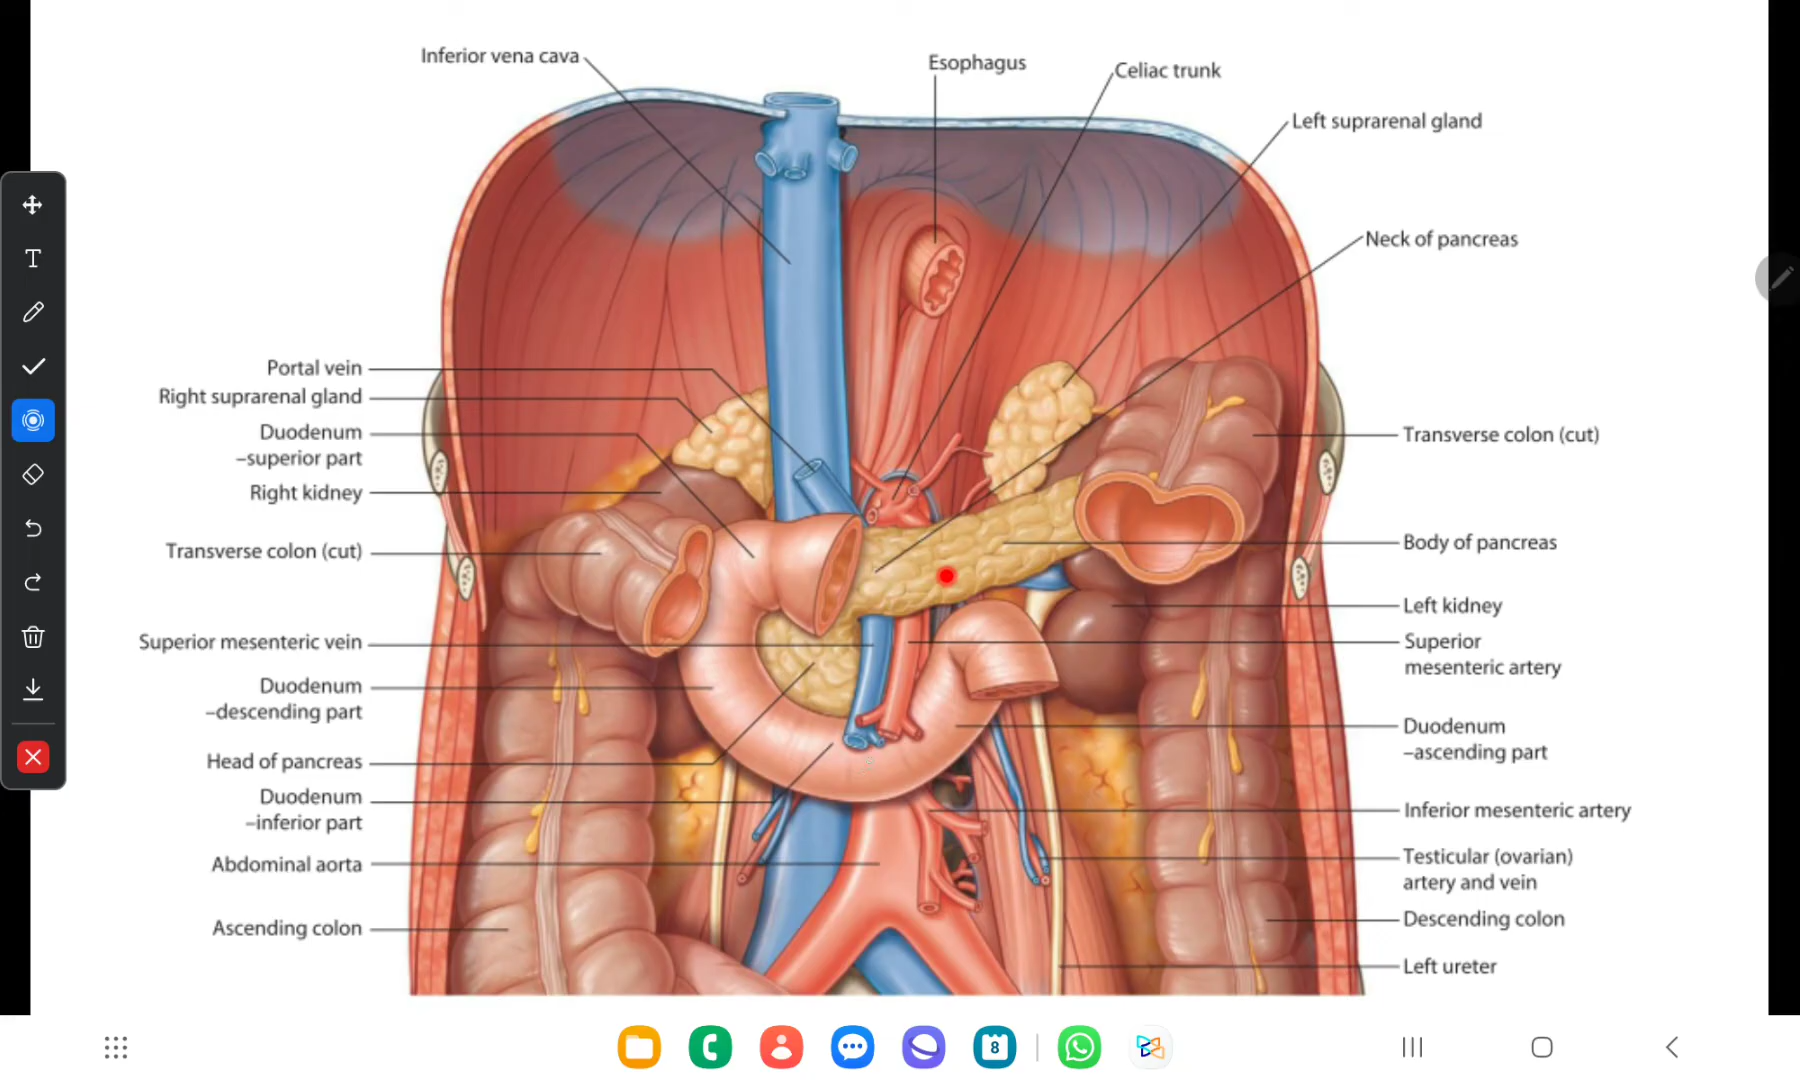 Inferior vena cava
Esophagus
Celiac trunk
Left suprarenal gland
Neck of pancreas
Portal vein
Right suprarenal gland
Duodenum
–superior part
Right kidney
Transverse colon (cut)
Superior mesenteric vein
Duodenum
–descending part
Head of pancreas
Duodenum
–inferior part
Abdominal aorta
Ascending colon
Transverse colon (cut)
Body of pancreas
Left kidney
Superior
mesenteric artery
Duodenum
–ascending part
Inferior mesenteric artery
Testicular (ovarian)
artery and vein
Descending colon
Left ureter
T
8